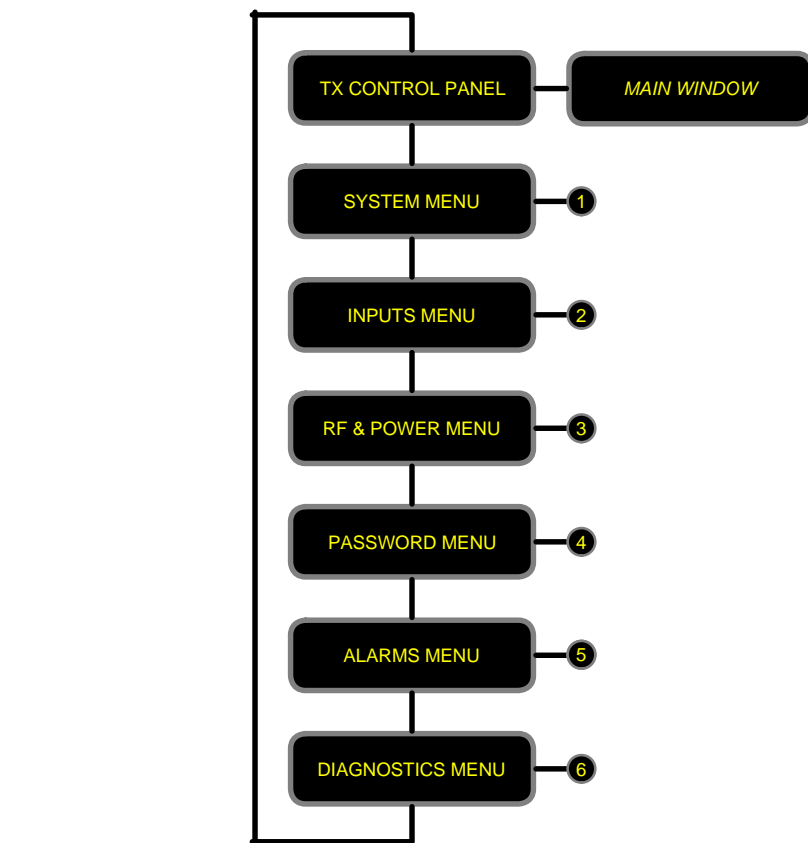 TX CONTROL PANEL
MAIN WINDOW
SYSTEM MENU
1
INPUTS MENU
2
RF & POWER MENU
3
PASSWORD MENU
4
ALARMS MENU
5
DIAGNOSTICS MENU
6